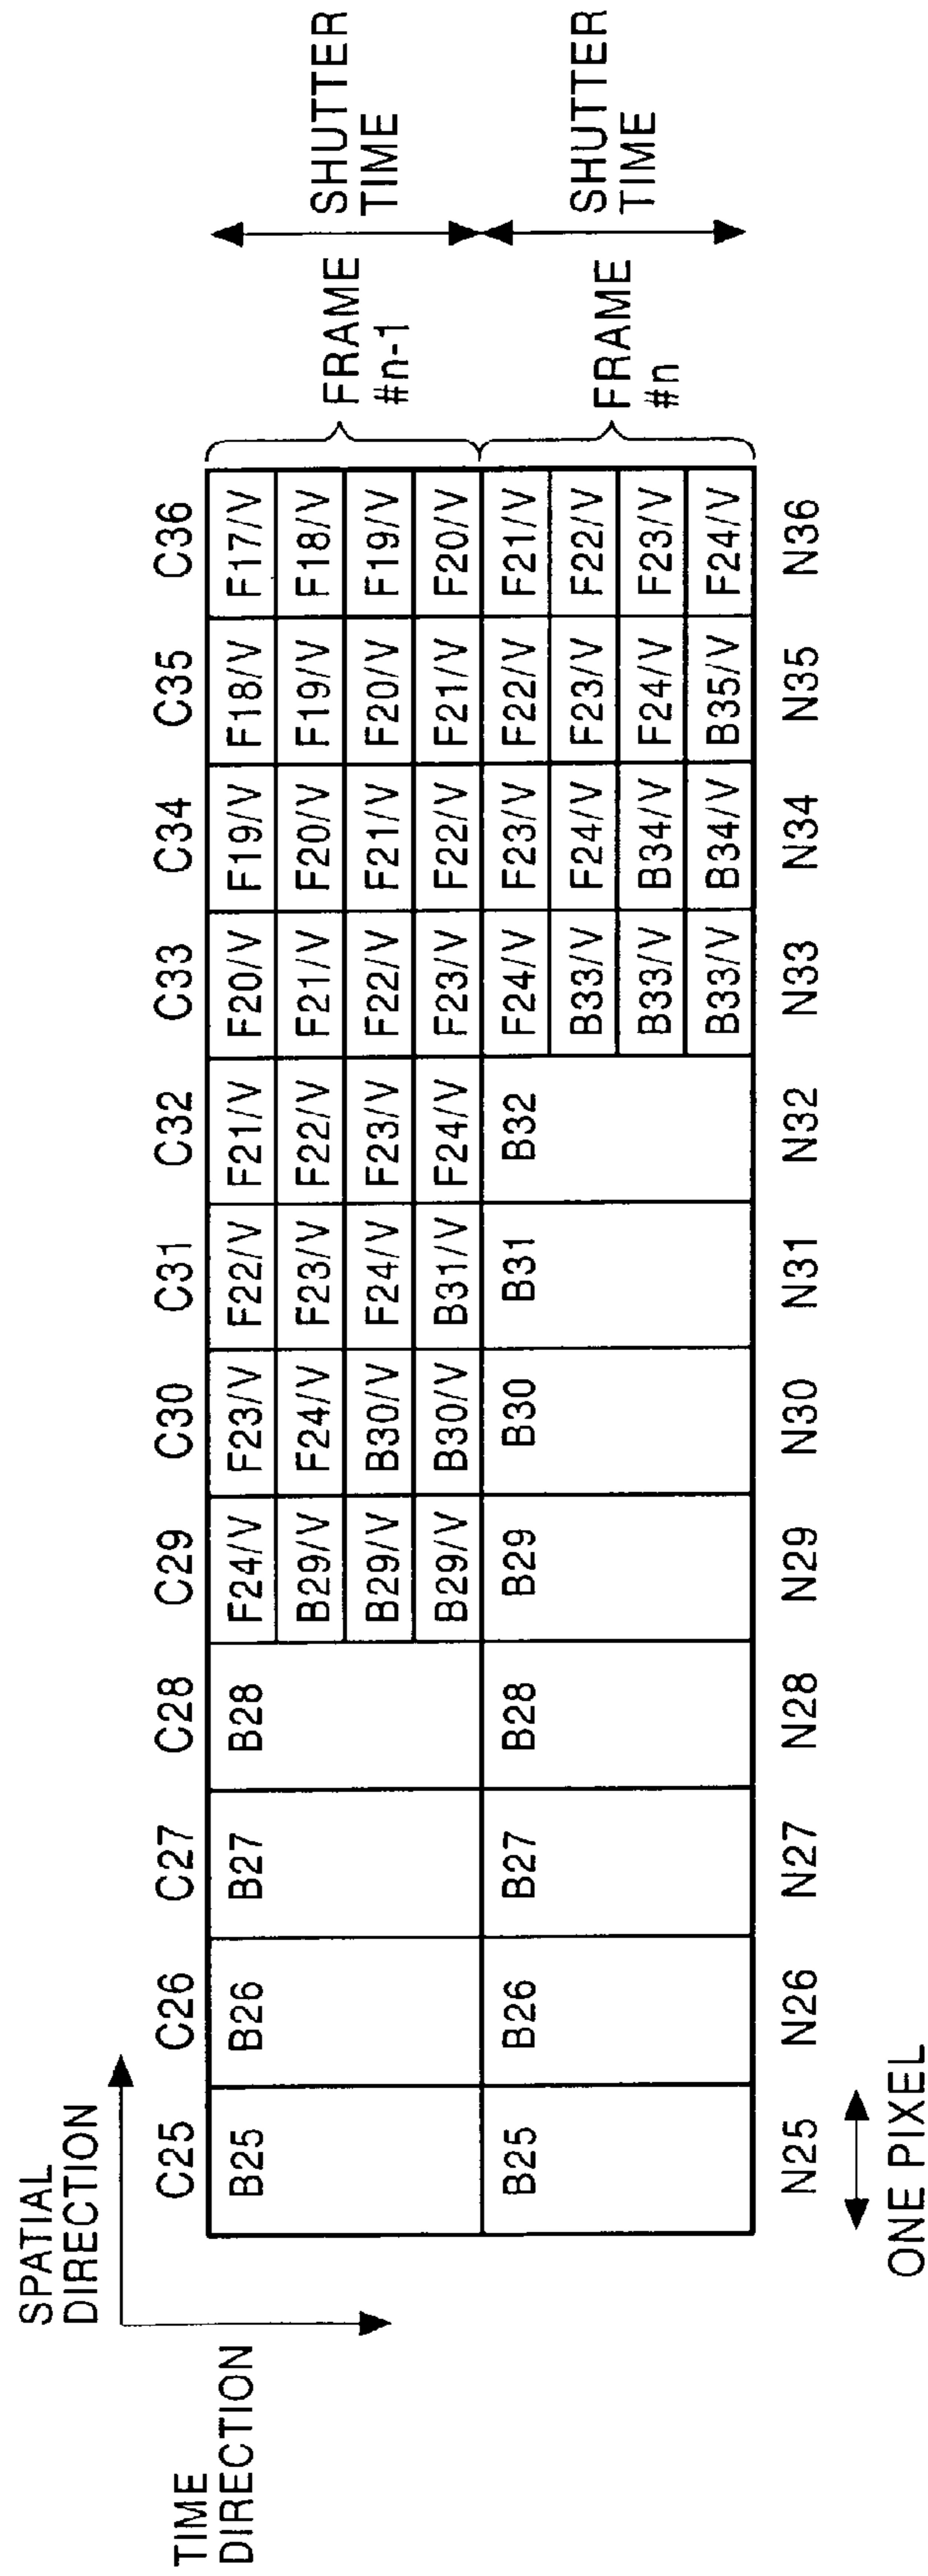 SPATIAL
DIRECTION
TIME
DIRECTION
C25 C26 C27 C28 C29 C30 C31 C32 C33 C34 C35 C36
B25 B26 B27 B28 F24/V F23/V F22/V F21/V F20/V F19/V F18/V F17/V
B29/V F24/V F23/V F22/V F21/V F20/V F19/V F18/V
B29/V B30/V F24/V F23/V F22/V F21/V F20/V F19/V
B29/V B30/V B31/V F24/V F23/V F22/V F21/V F20/V
FRAME
#n-1
SHUTTER
TIME
B25 B26 B27 B28 B29 B30 B31 B32 F24/V F23/V F22/V F21/V
B33/V F24/V F23/V F22/V
B33/V B34/V F24/V F23/V
B33/V B34/V B35/V F24/V
FRAME
#n
SHUTTER
TIME
N25 N26 N27 N28 N29 N30 N31 N32 N33 N34 N35 N36
ONE PIXEL